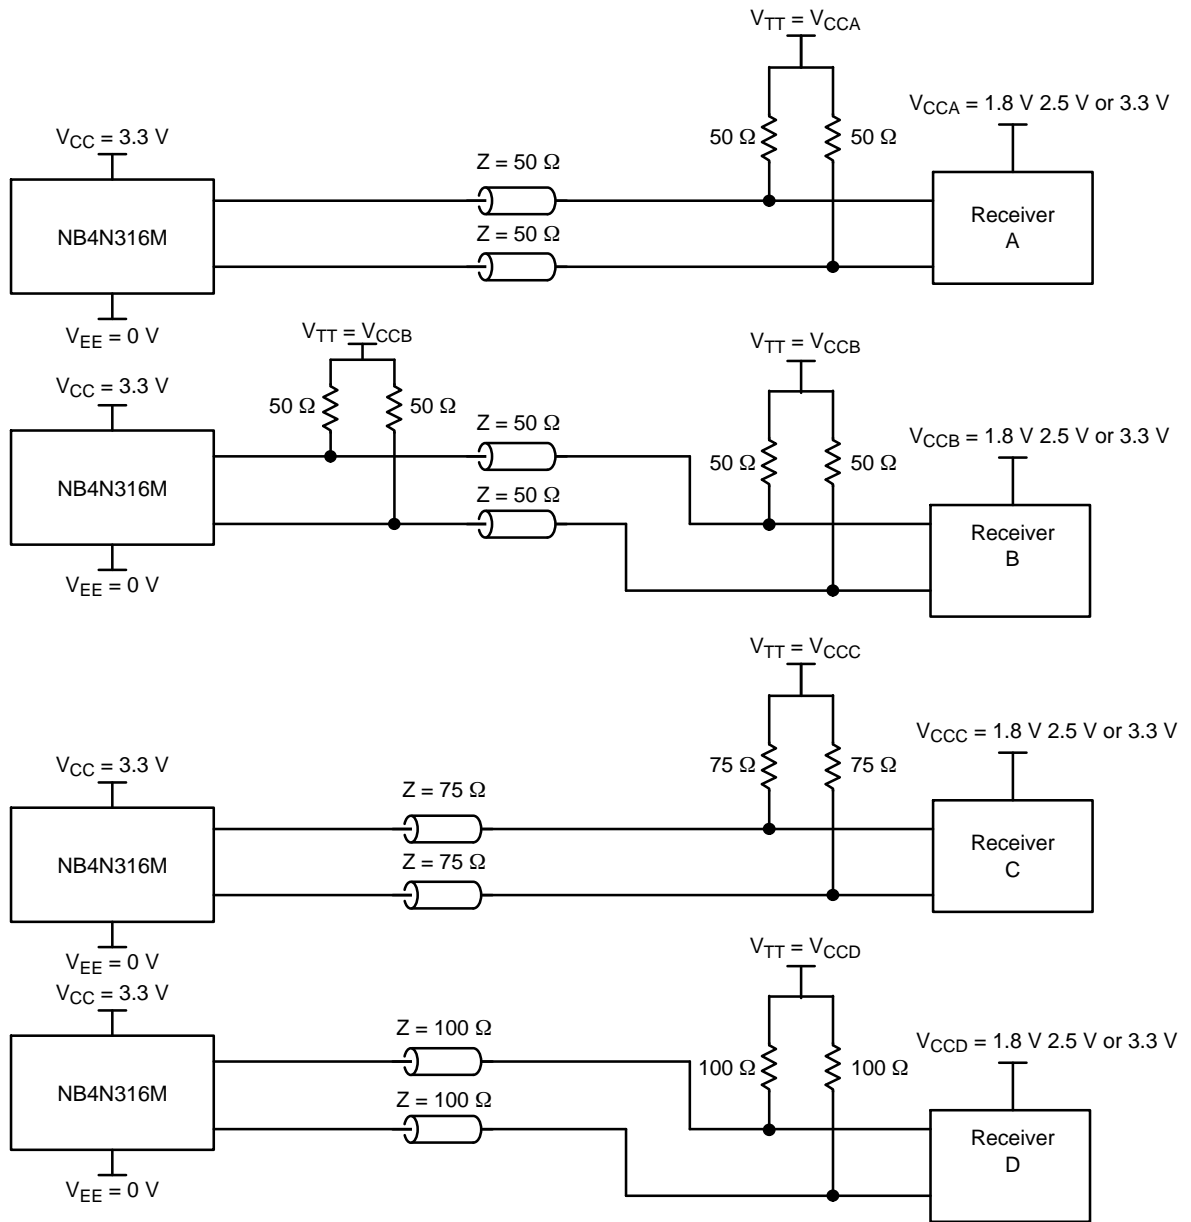 V_TT = V_CCA
V_CCA = 1.8 V 2.5 V or 3.3 V
V_CC = 3.3 V
50 Ω
50 Ω
Z = 50 Ω
NB4N316M
Receiver
A
Z = 50 Ω
V_EE = 0 V
V_TT = V_CCB
V_TT = V_CCB
V_CC = 3.3 V
50 Ω
50 Ω
Z = 50 Ω
V_CCB = 1.8 V 2.5 V or 3.3 V
50 Ω
50 Ω
NB4N316M
Z = 50 Ω
Receiver
B
V_EE = 0 V
V_TT = V_CCC
V_CCC = 1.8 V 2.5 V or 3.3 V
V_CC = 3.3 V
75 Ω
75 Ω
Z = 75 Ω
NB4N316M
Z = 75 Ω
Receiver
C
V_EE = 0 V
V_TT = V_CCD
V_CC = 3.3 V
Z = 100 Ω
V_CCD = 1.8 V 2.5 V or 3.3 V
100 Ω
100 Ω
NB4N316M
Z = 100 Ω
Receiver
D
V_EE = 0 V